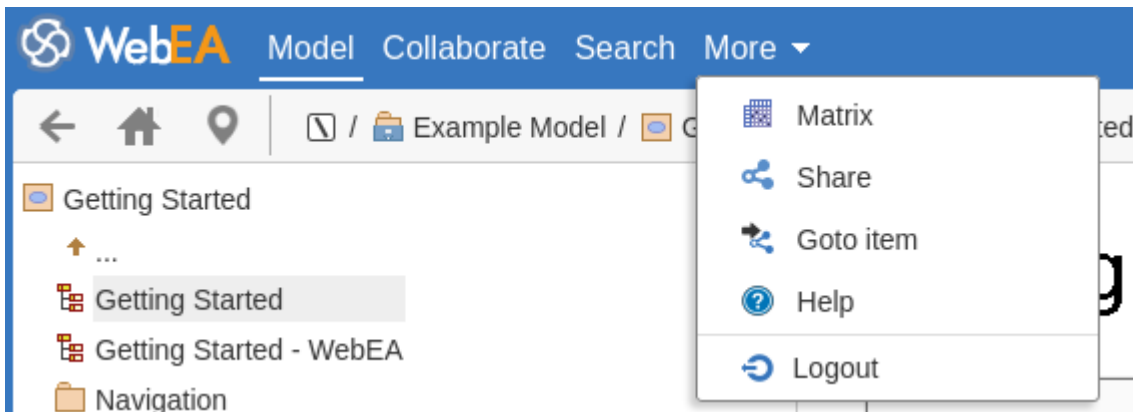 WebEA Model Collaborate Search More
/ Example Model /
Matrix
Share
Goto item
Help
Logout
Getting Started
...
Getting Started
Getting Started - WebEA
Navigation